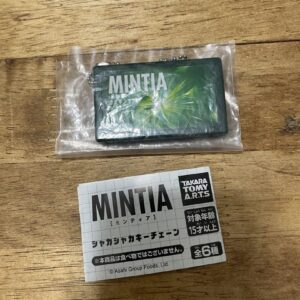 MINTIA
MINTIA
[ミンティア]
シャカシャカキーチェーン
※本商品は食べ物ではございません。
© Asahi Group Foods, Ltd.
TAKARA
TOMY
A.R.T.S
対象年齢
15才以上
全6種